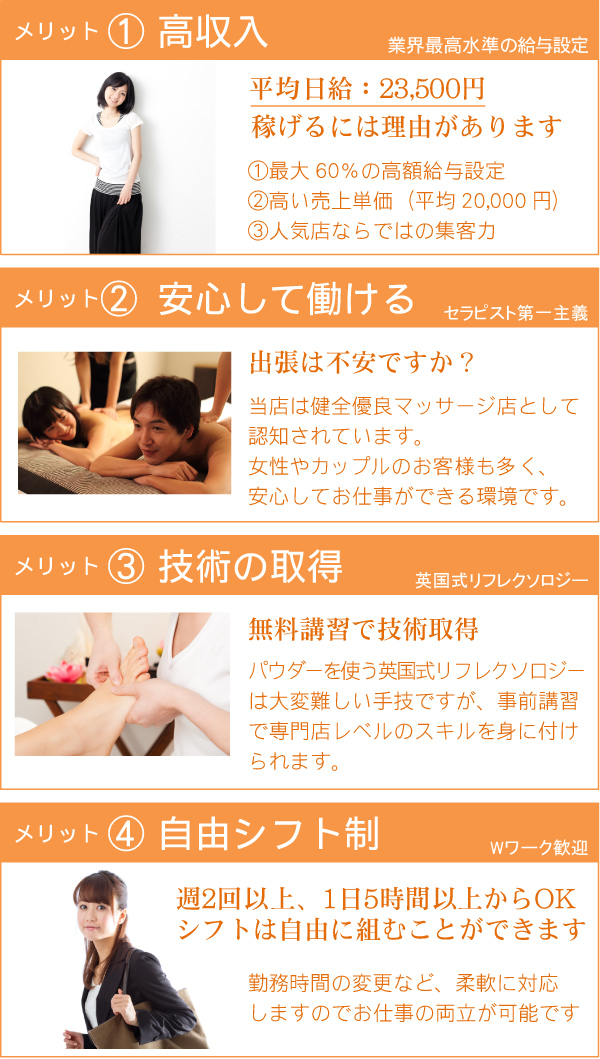 メリット ① 高収入
業界最高水準の給与設定
平均日給：23,500円
稼げるには理由があります
①最大 60％の高額給与設定
②高い売上単価（平均 20,000 円）
③人気店ならではの集客力
メリット② 安心して働ける
セラピスト第一主義
出張は不安ですか？
当店は健全優良マッサージ店として
認知されています。
女性やカップルのお客様も多く、
安心してお仕事ができる環境です。
メリット ③ 技術の取得
英国式リフレクソロジー
無料講習で技術取得
パウダーを使う英国式リフレクソロジー
は大変難しい手技ですが、事前講習
で専門店レベルのスキルを身に付け
られます。
メリット ④ 自由シフト制
Wワーク歓迎
週2回以上、1日5時間以上からOK
シフトは自由に組むことができます
勤務時間の変更など、柔軟に対応
しますのでお仕事の両立が可能です